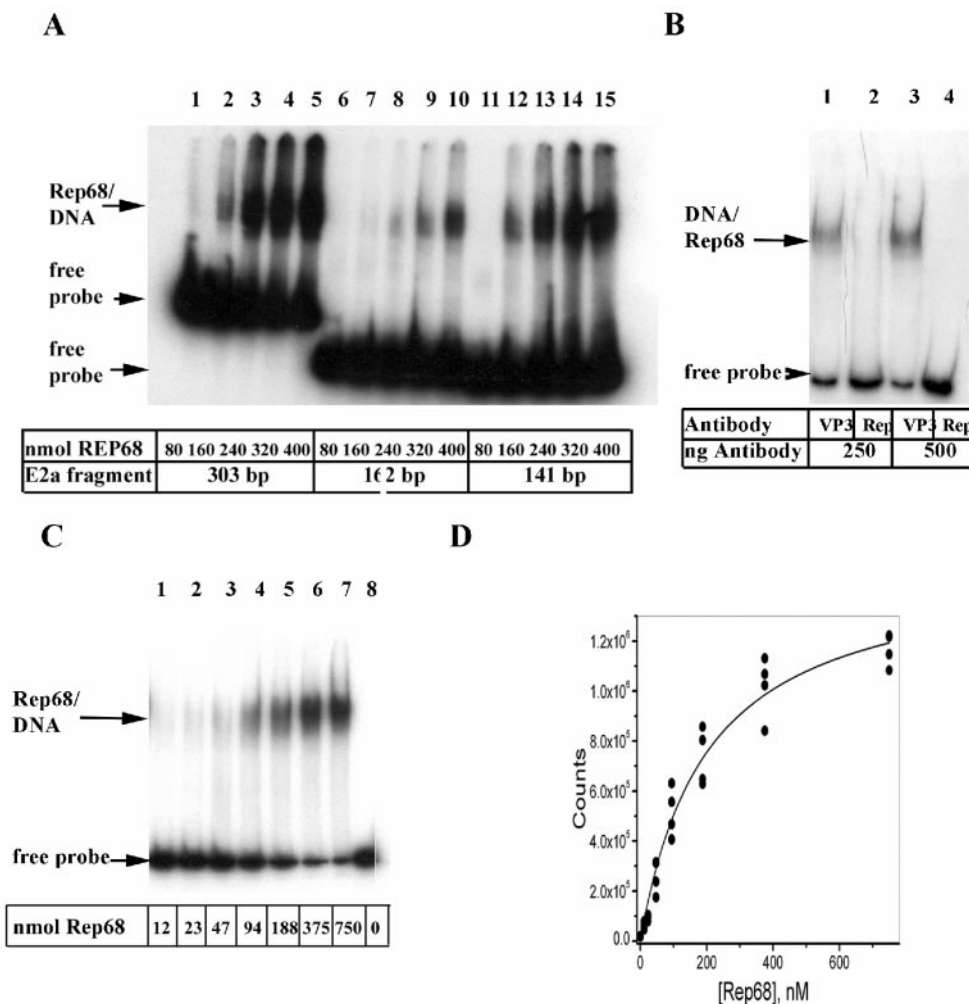 A
1 2 3 4 5 6 7 8 9 10 11 12 13 14 15
Rep68/
DNA
free
probe
free
probe
nmol REP68 80 160 240 320 400 80 160 240 320 400 80 160 240 320 400
E2a fragment 303 bp 162 bp 141 bp
B
1 2 3 4
DNA/
Rep68
free probe
Antibody VP3 Rep VP3 Rep
ng Antibody 250 500
C
1 2 3 4 5 6 7 8
Rep68/
DNA
free probe
nmol Rep68 12 23 47 94 188 375 750 0
D
1.2x10⁶
1.0x10⁶
8.0x10⁵
6.0x10⁵
4.0x10⁵
2.0x10⁵
0.0
Counts
0 200 400 600
[Rep68], nM